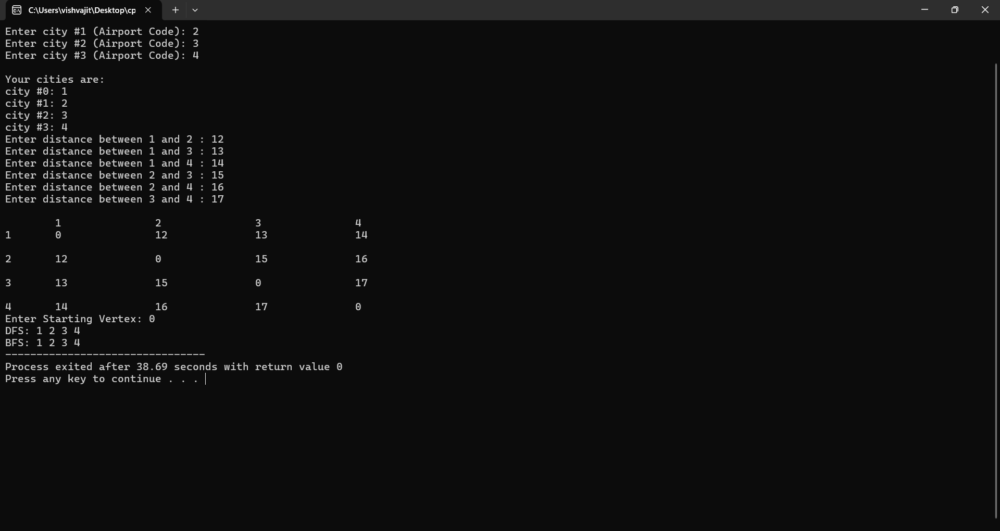 C:\Users\vishvajit\Desktop\cp
Enter city #1 (Airport Code): 2
Enter city #2 (Airport Code): 3
Enter city #3 (Airport Code): 4
Your cities are:
city #0: 1
city #1: 2
city #2: 3
city #3: 4
Enter distance between 1 and 2 : 12
Enter distance between 1 and 3 : 13
Enter distance between 1 and 4 : 14
Enter distance between 2 and 3 : 15
Enter distance between 2 and 4 : 16
Enter distance between 3 and 4 : 17
1 2 3 4
1 0 12 13 14
2 12 0 15 16
3 13 15 0 17
4 14 16 17 0
Enter Starting Vertex: 0
DFS: 1 2 3 4
BFS: 1 2 3 4
--------------------------------
Process exited after 38.69 seconds with return value 0
Press any key to continue . . .